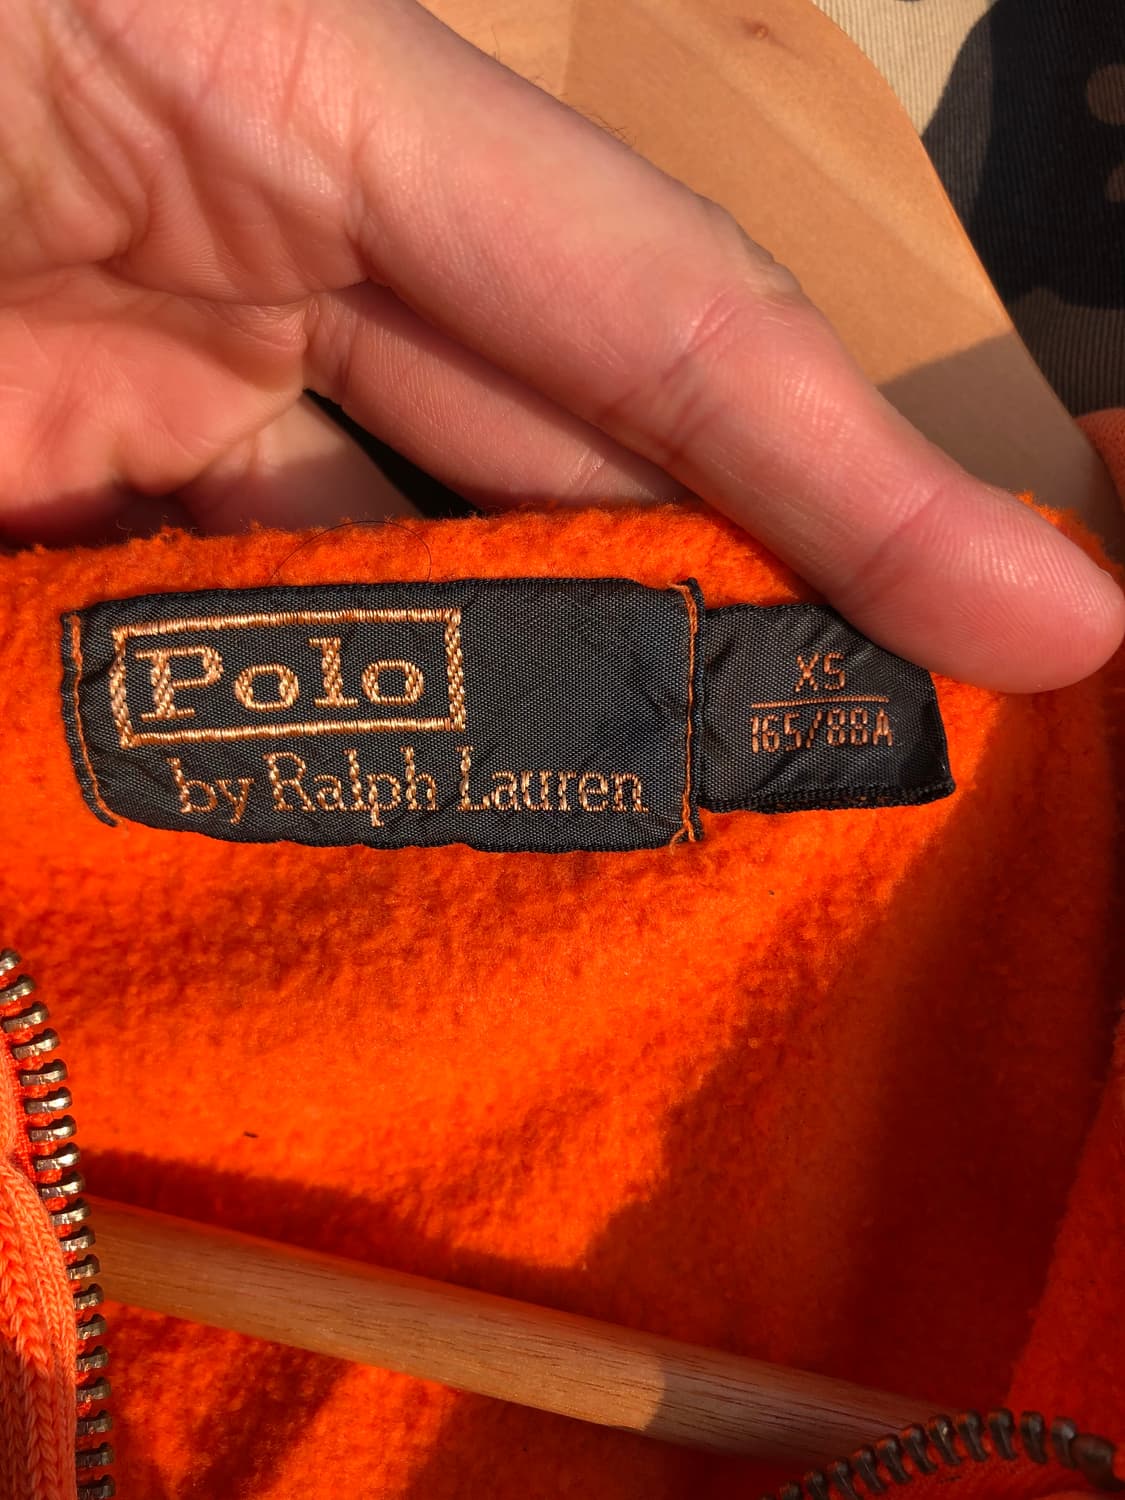 Polo
by Ralph Lauren
XS
165/88A